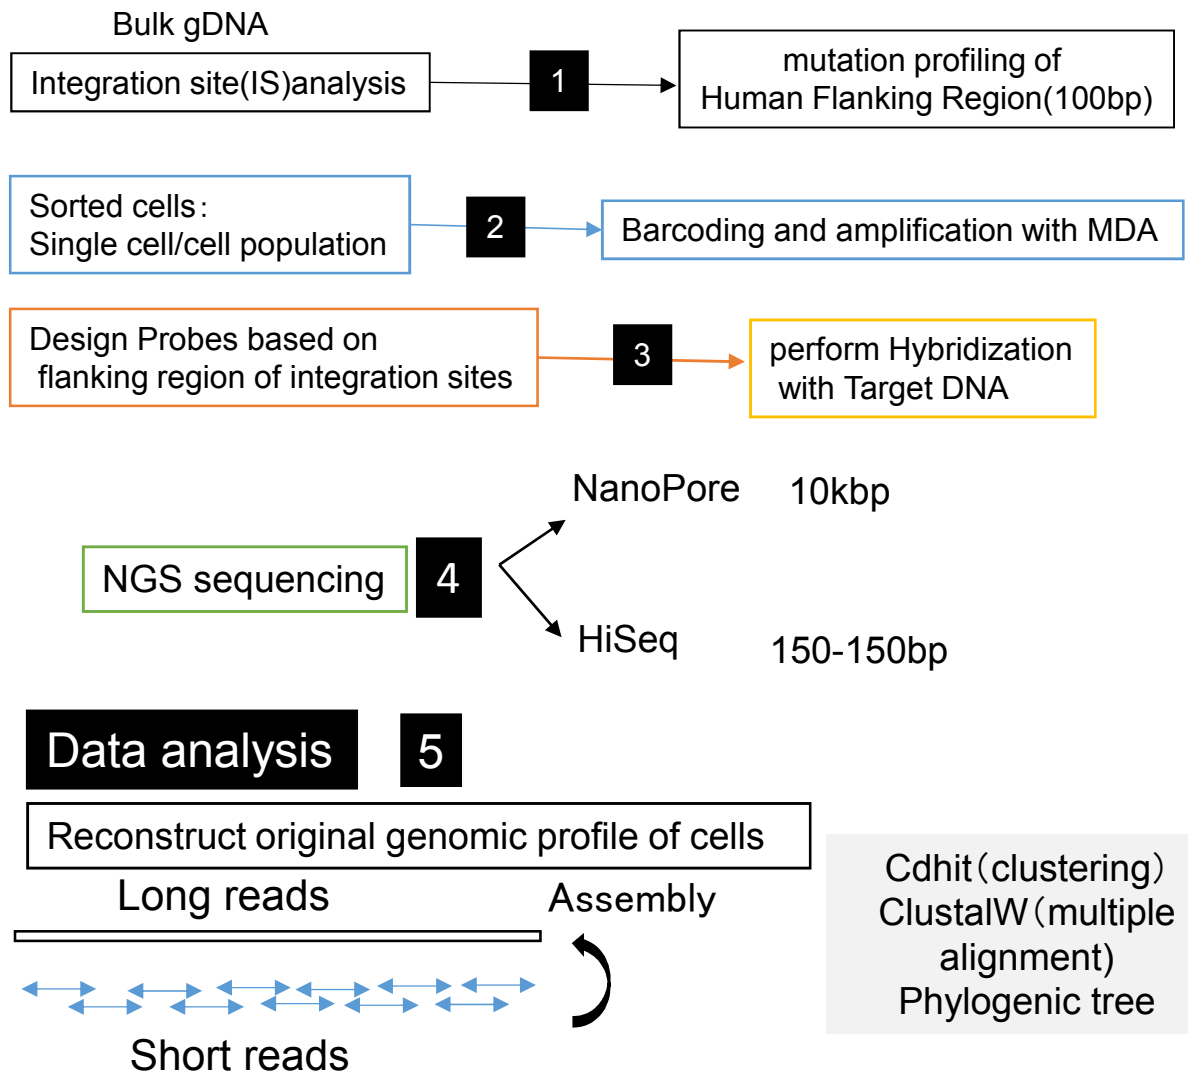 Bulk gDNA
Integration site(IS)analysis
1
mutation profiling of
Human Flanking Region(100bp)
Sorted cells：
Single cell/cell population
2
Barcoding and amplification with MDA
Design Probes based on
flanking region of integration sites
3
perform Hybridization
with Target DNA
NanoPore 10kbp
NGS sequencing 4
HiSeq 150-150bp
Data analysis 5
Reconstruct original genomic profile of cells
Long reads
Assembly
Short reads
Cdhit（clustering）
ClustalW（multiple
alignment)
Phylogenic tree